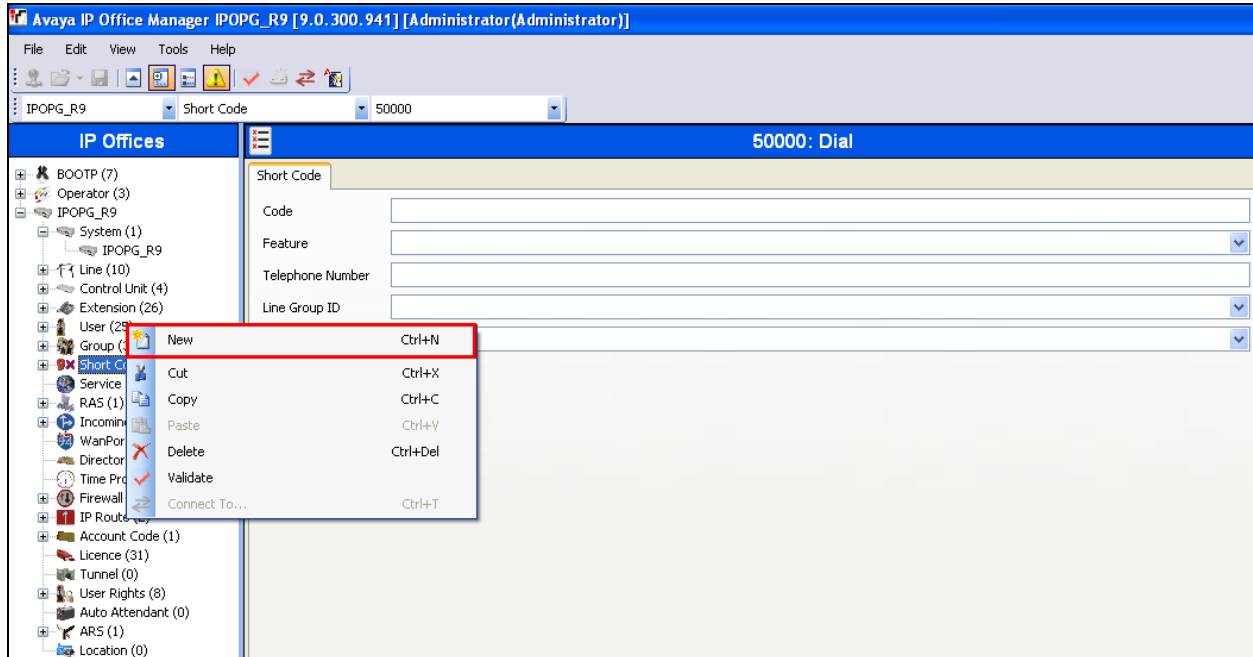 Avaya IP Office Manager IPOPG_R9 [9.0.300.941] [Administrator(Administrator)]
File Edit View Tools Help
IPOPG_R9 Short Code 50000
IP Offices
50000: Dial
BOOTP (7)
Operator (3)
IPOPG_R9
System (1)
IPOPG_R9
Line (10)
Control Unit (4)
Extension (26)
User (25
Group (
Short Co
Service
RAS (1)
Incomin
WanPor
Director
Time Pro
Firewall
IP Route (2)
Account Code (1)
Licence (31)
Tunnel (0)
User Rights (8)
Auto Attendant (0)
ARS (1)
Location (0)
Short Code
Code
Feature
Telephone Number
Line Group ID
New Ctrl+N
Cut Ctrl+X
Copy Ctrl+C
Paste Ctrl+V
Delete Ctrl+Del
Validate
Connect To... Ctrl+T